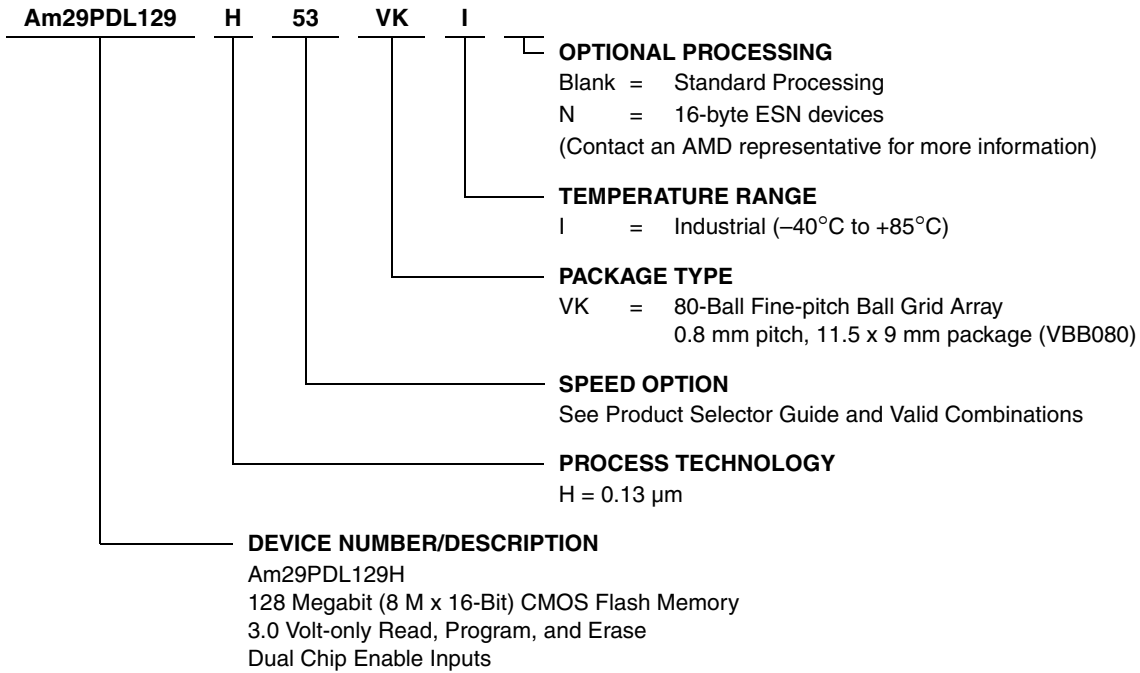 Am29PDL129 H 53 VK I
OPTIONAL PROCESSING
Blank = Standard Processing
N = 16-byte ESN devices
(Contact an AMD representative for more information)
TEMPERATURE RANGE
I = Industrial (–40°C to +85°C)
PACKAGE TYPE
VK = 80-Ball Fine-pitch Ball Grid Array
0.8 mm pitch, 11.5 x 9 mm package (VBB080)
SPEED OPTION
See Product Selector Guide and Valid Combinations
PROCESS TECHNOLOGY
H = 0.13 µm
DEVICE NUMBER/DESCRIPTION
Am29PDL129H
128 Megabit (8 M x 16-Bit) CMOS Flash Memory
3.0 Volt-only Read, Program, and Erase
Dual Chip Enable Inputs